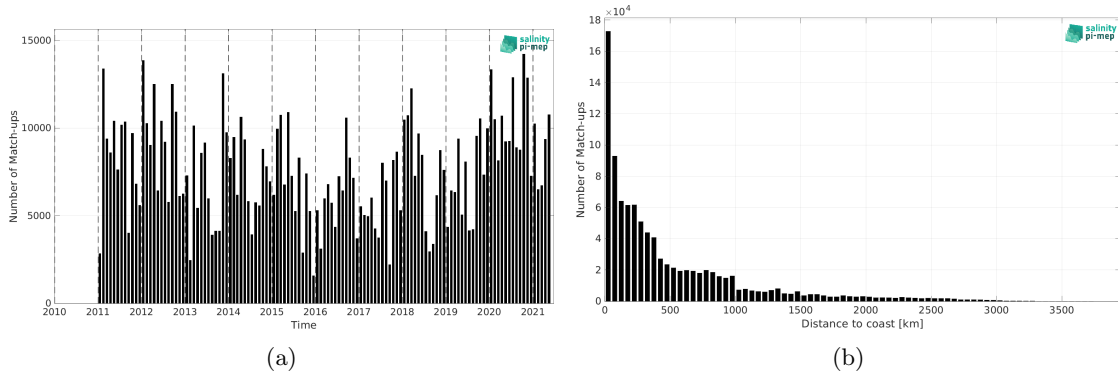 ×10⁴
salinity
pi-mep
15000
10000
5000
0
Number of Match-ups
2010 2011 2012 2013 2014 2015 2016 2017 2018 2019 2020 2021
Time
(a)
salinity
pi-mep
18
16
14
12
10
8
6
4
2
0
Number of Match-ups
0 500 1000 1500 2000 2500 3000 3500
Distance to coast [km]
(b)